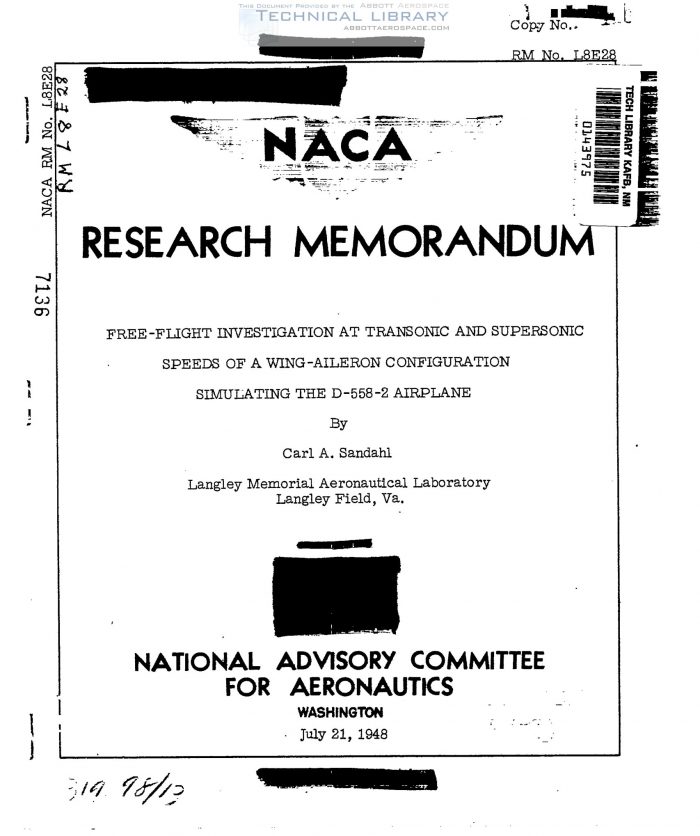 THIS DOCUMENT PROVIDED BY THE ABBOTT AEROSPACE
TECHNICAL LIBRARY
ABBOTTAEROSPACE.COM
Copy No.
RM No. L8E28
NACA RM No. L8E28
TECH LIBRARY KAFB, NM
0143975
NACA
RESEARCH MEMORANDUM
7136
FREE-FLIGHT INVESTIGATION AT TRANSONIC AND SUPERSONIC
SPEEDS OF A WING-AILERON CONFIGURATION
SIMULATING THE D-558-2 AIRPLANE
By
Carl A. Sandahl
Langley Memorial Aeronautical Laboratory
Langley Field, Va.
NATIONAL ADVISORY COMMITTEE
FOR AERONAUTICS
WASHINGTON
July 21, 1948
319 98/13